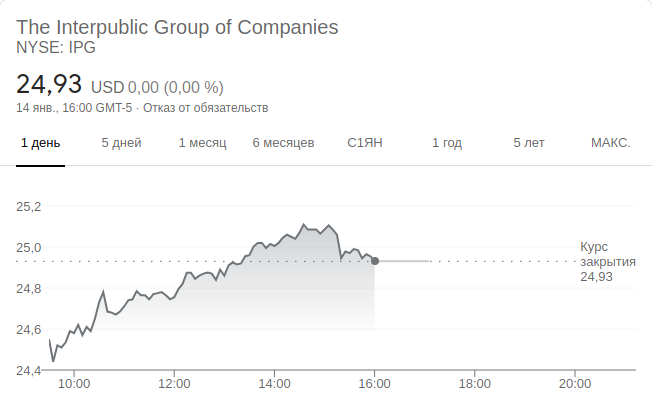 The Interpublic Group of Companies
NYSE: IPG
24,93 USD 0,00 (0,00 %)
14 янв., 16:00 GMT-5 · Отказ от обязательств
1 день 5 дней 1 месяц 6 месяцев С1ЯН 1 год 5 лет МАКС.
25,2
25,0
24,8
24,6
24,4
Курс
закрытия
24,93
10:00 12:00 14:00 16:00 18:00 20:00